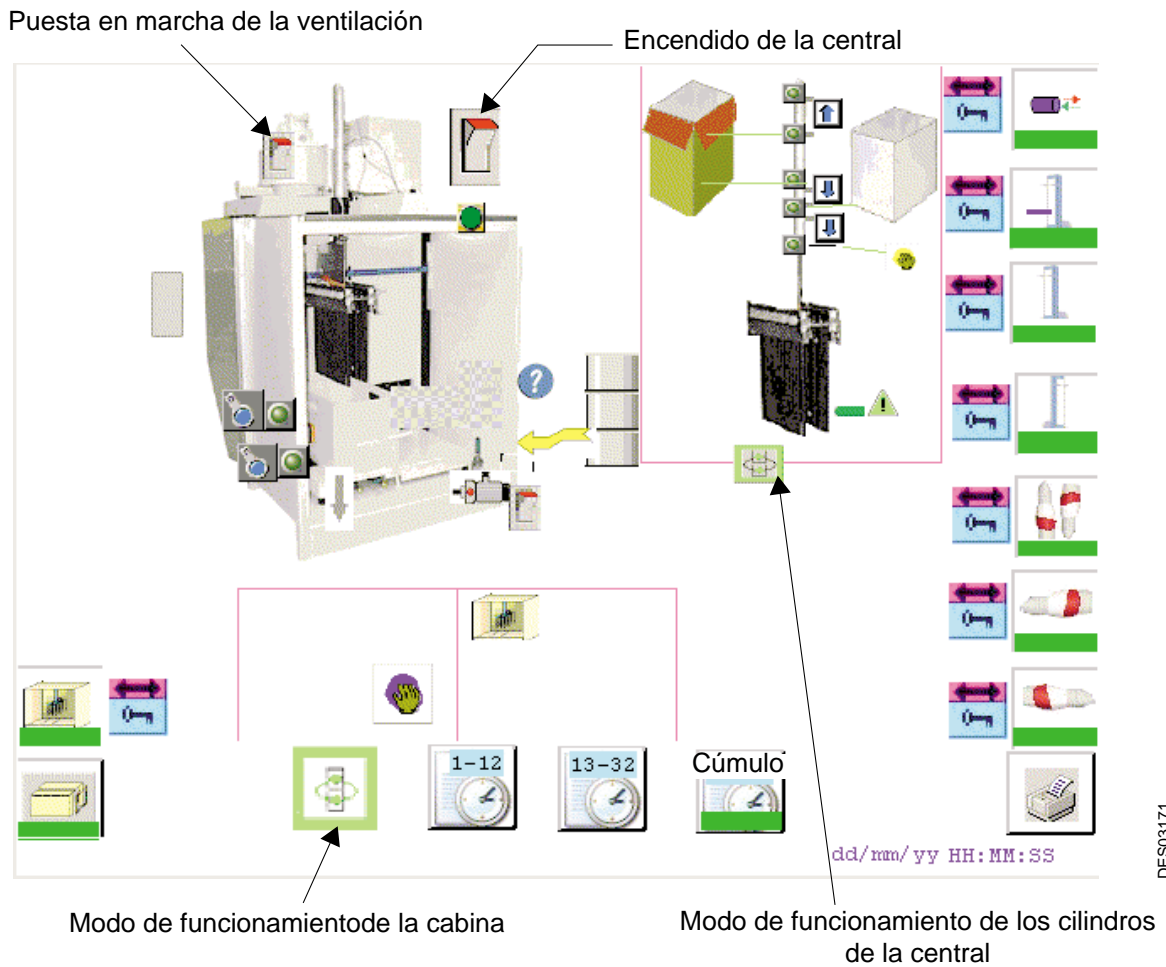 Puesta en marcha de la ventilación
Encendido de la central
?
!
1-12
13-32
Cúmulo
dd/mm/yy HH:MM:SS
DES03171
Modo de funcionamientode la cabina
Modo de funcionamiento de los cilindros
de la central